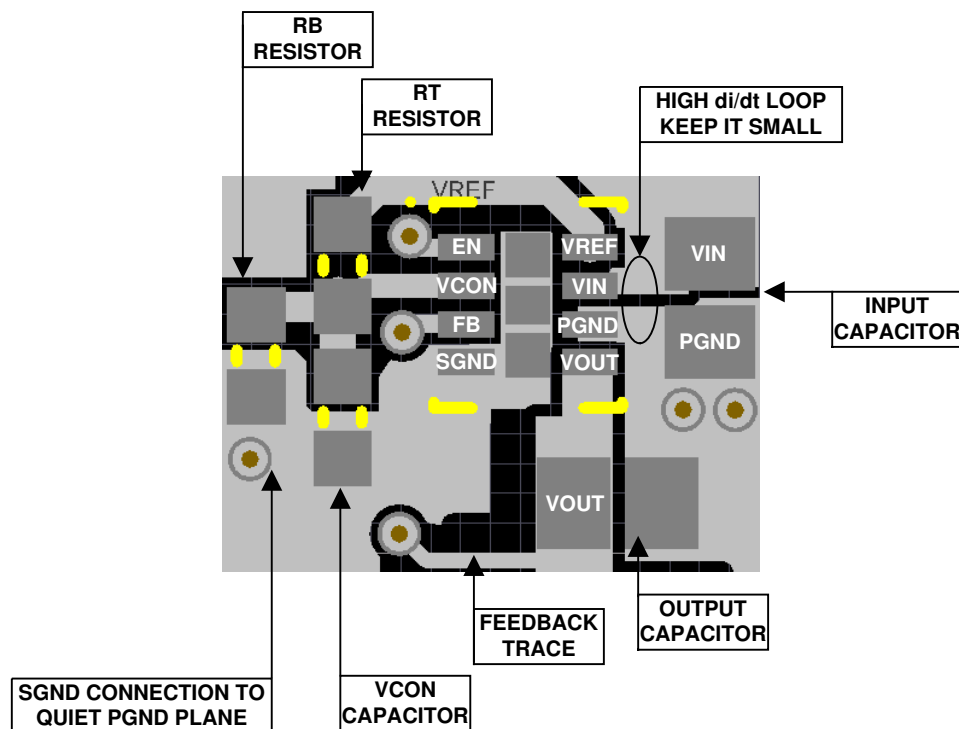 RB
RESISTOR
RT
RESISTOR
HIGH di/dt LOOP
KEEP IT SMALL
VREF
EN
VREF
VIN
VCON
VIN
INPUT
CAPACITOR
FB
PGND
PGND
SGND
VOUT
VOUT
FEEDBACK
TRACE
OUTPUT
CAPACITOR
SGND CONNECTION TO
QUIET PGND PLANE
VCON
CAPACITOR